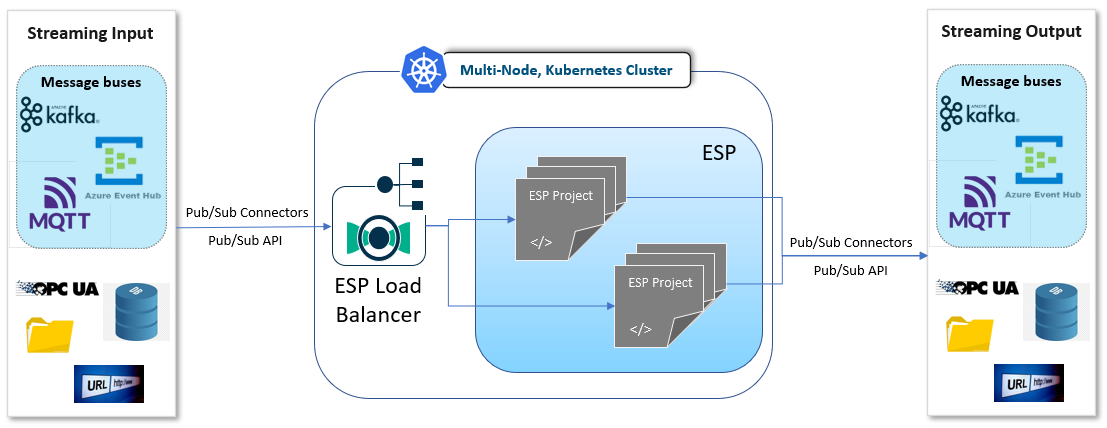 Streaming Input
Message buses
APACHE
kafka®
Azure Event Hub
MQTT
OPC UA
DB
URL http://www
Pub/Sub Connectors
Pub/Sub API
Multi-Node, Kubernetes Cluster
ESP Load
Balancer
ESP
ESP Project
</>
ESP Project
</>
Pub/Sub Connectors
Pub/Sub API
Streaming Output
Message buses
APACHE
kafka®
Azure Event Hub
MQTT
OPC UA
DB
URL http://www